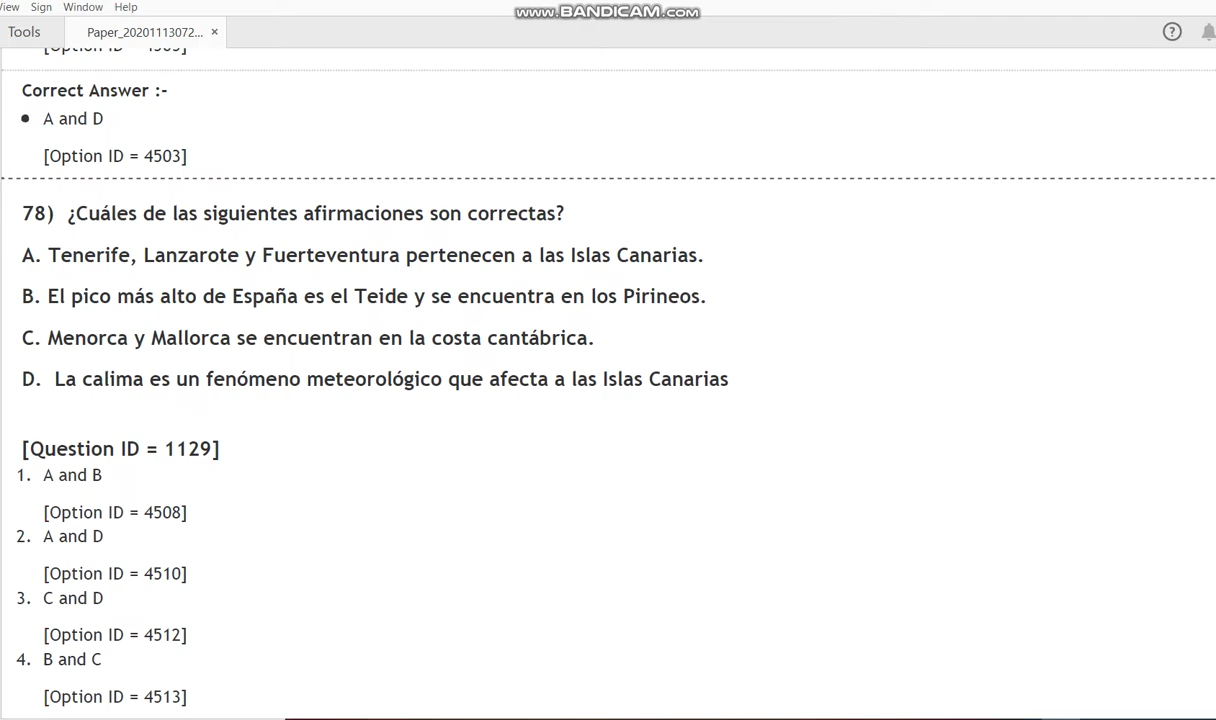 View Sign Window Help
www.BANDICAM.com
Tools Paper_20201113072... ×
?
[Option ID = 4505]
Correct Answer :-
• A and D
[Option ID = 4503]
78) ¿Cuáles de las siguientes afirmaciones son correctas?
A. Tenerife, Lanzarote y Fuerteventura pertenecen a las Islas Canarias.
B. El pico más alto de España es el Teide y se encuentra en los Pirineos.
C. Menorca y Mallorca se encuentran en la costa cantábrica.
D. La calima es un fenómeno meteorológico que afecta a las Islas Canarias
[Question ID = 1129]
1. A and B
[Option ID = 4508]
2. A and D
[Option ID = 4510]
3. C and D
[Option ID = 4512]
4. B and C
[Option ID = 4513]